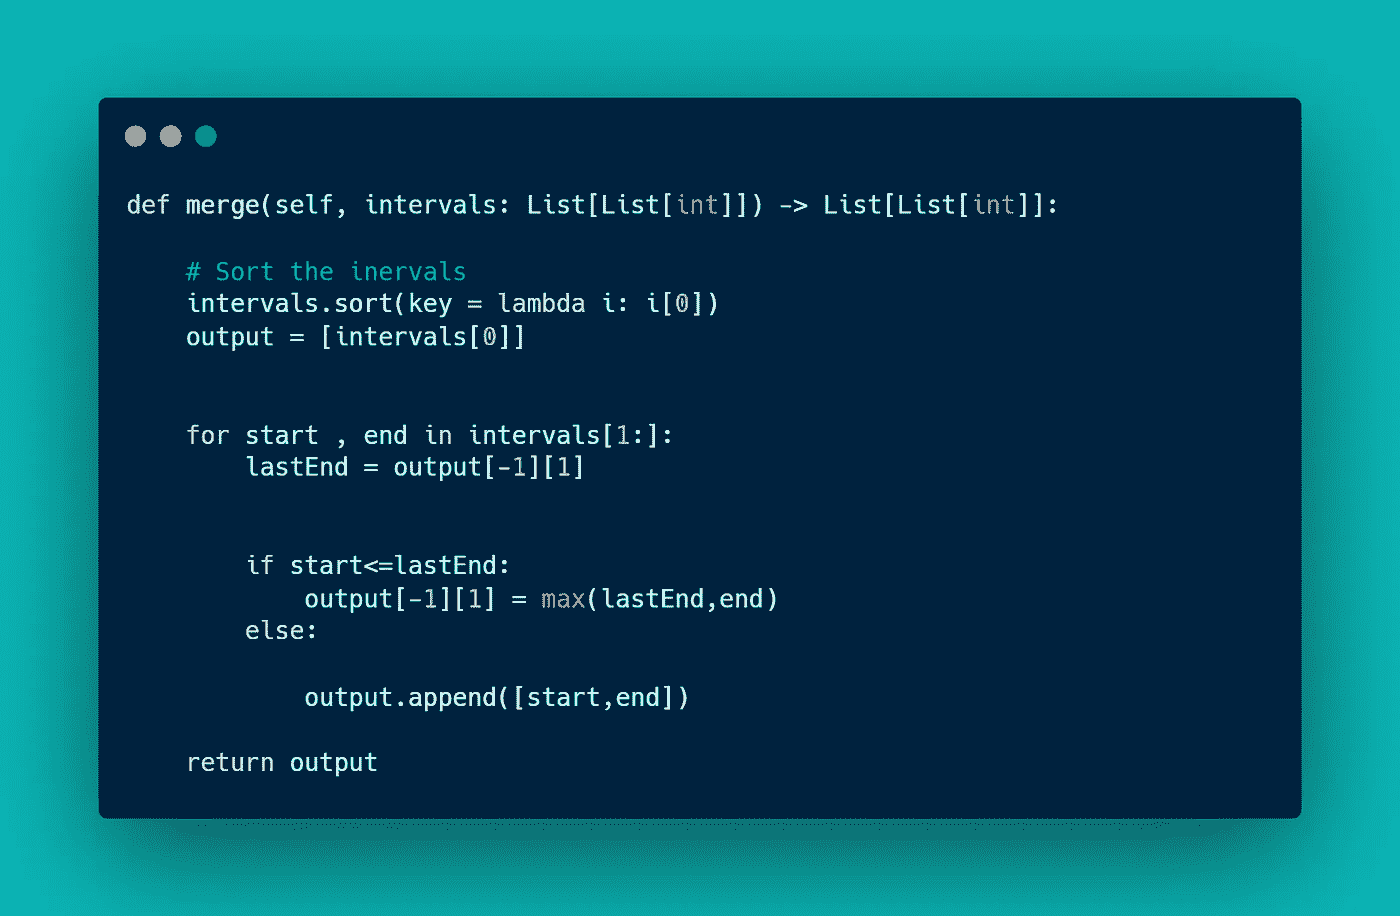 def merge(self, intervals: List[List[int]]) -> List[List[int]]:
# Sort the inervals
intervals.sort(key = lambda i: i[0])
output = [intervals[0]]
for start , end in intervals[1:]:
lastEnd = output[-1][1]
if start<=lastEnd:
output[-1][1] = max(lastEnd,end)
else:
output.append([start,end])
return output